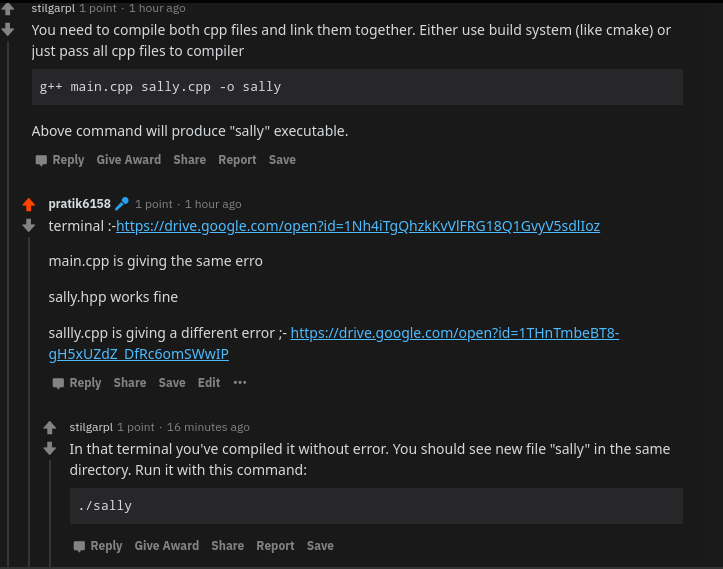 stilgarpl 1 point · 1 hour ago
You need to compile both cpp files and link them together. Either use build system (like cmake) or
just pass all cpp files to compiler
g++ main.cpp sally.cpp -o sally
Above command will produce "sally" executable.
Reply Give Award Share Report Save
pratik6158 1 point · 1 hour ago
terminal :-https://drive.google.com/open?id=1Nh4iTgQhzkKvVlFRG18Q1GvyV5sdlIoz
main.cpp is giving the same erro
sally.hpp works fine
sallly.cpp is giving a different error ;- https://drive.google.com/open?id=1THnTmbeBT8-
gH5xUZdZ_DfRc6omSWwIP
Reply Share Save Edit ···
stilgarpl 1 point · 16 minutes ago
In that terminal you've compiled it without error. You should see new file "sally" in the same
directory. Run it with this command:
./sally
Reply Give Award Share Report Save